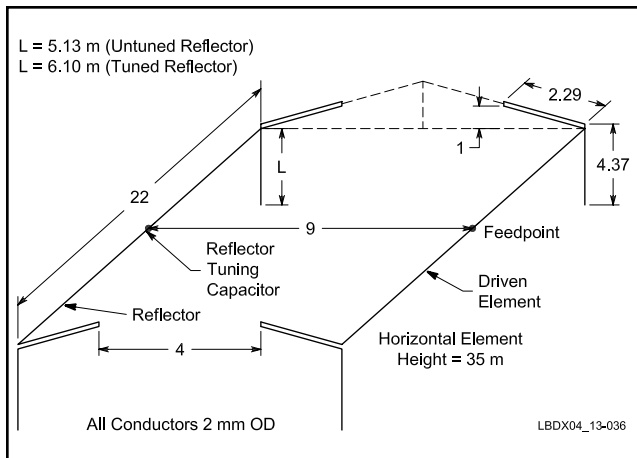 L = 5.13 m (Untuned Reflector)
L = 6.10 m (Tuned Reflector)
2.29
1
L
4.37
22
9
Reflector
Tuning
Capacitor
Feedpoint
Driven
Element
Reflector
4
Horizontal Element
Height = 35 m
All Conductors 2 mm OD
LBDX04_13-036